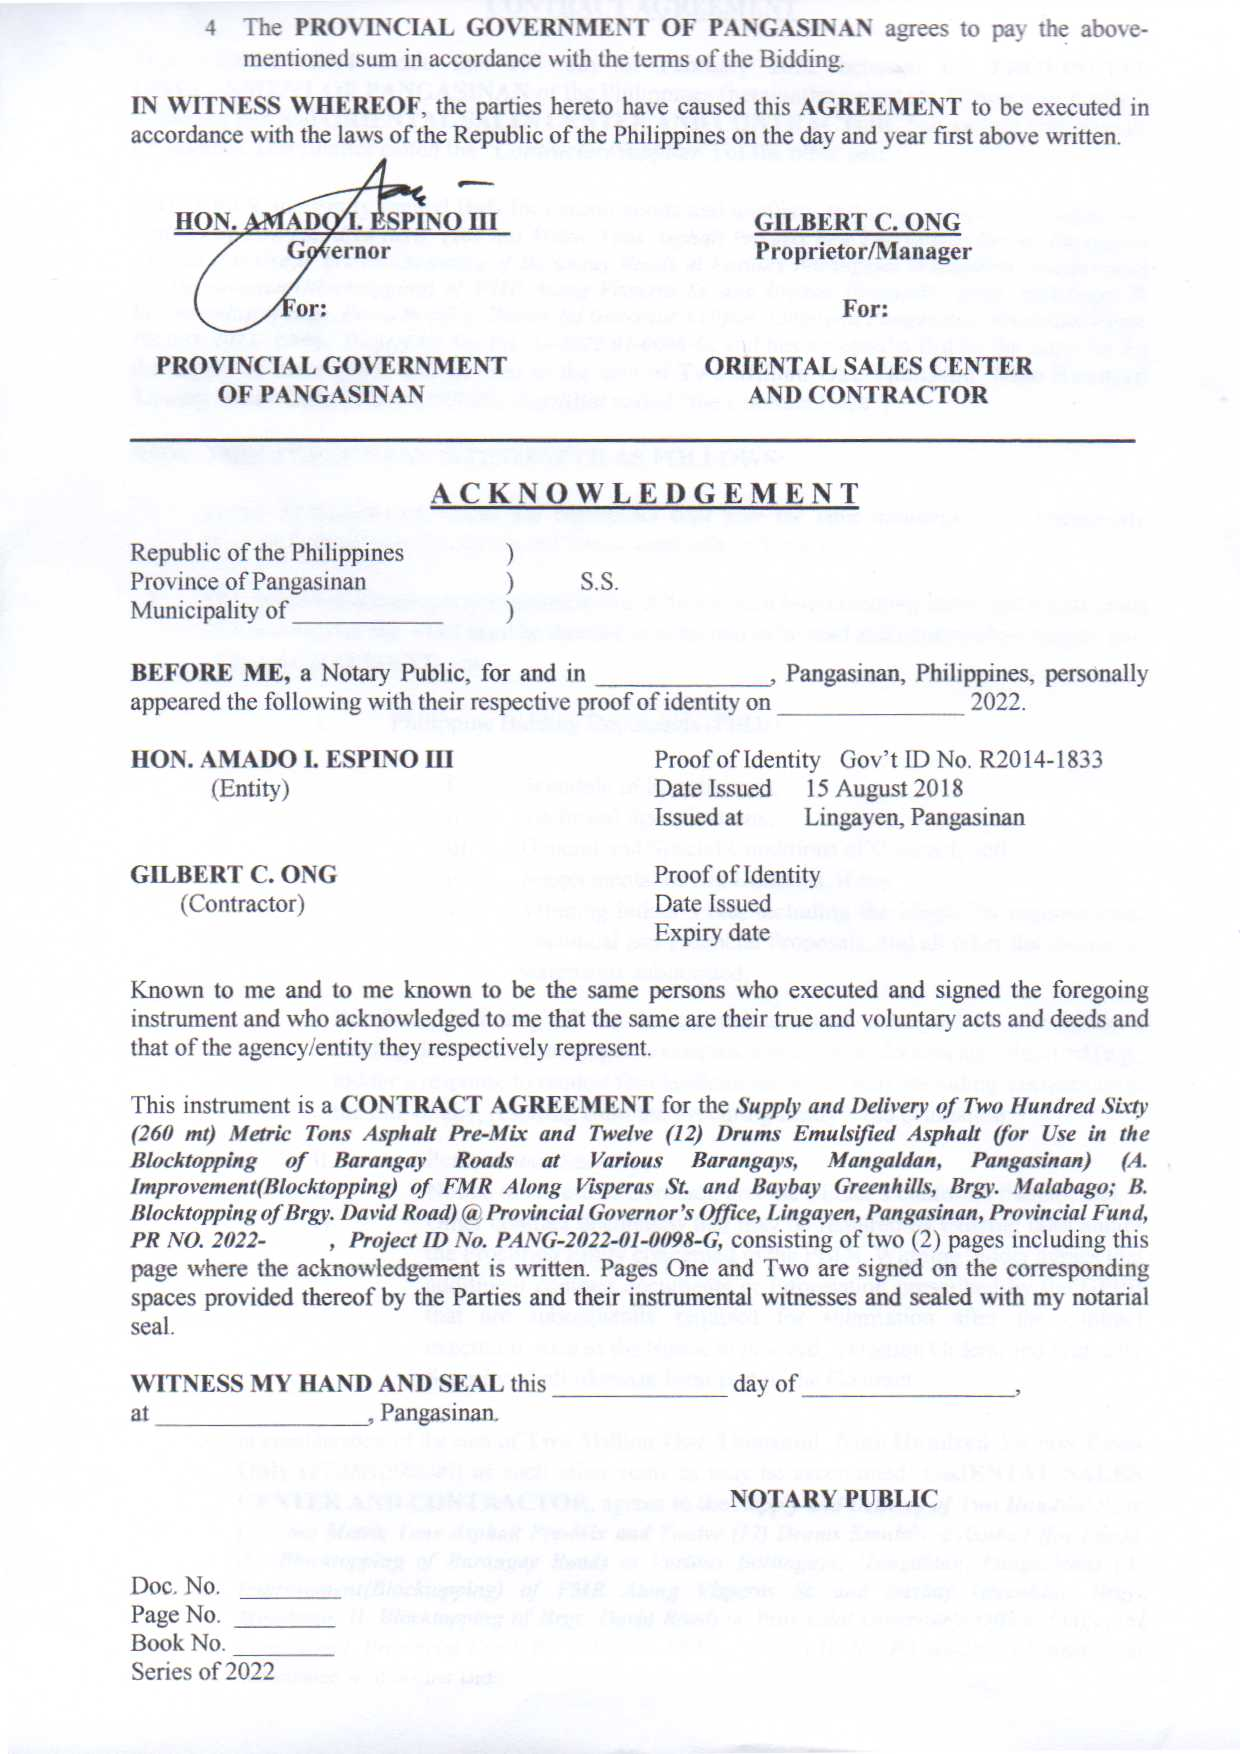 4 The PROVINCIAL GOVERNMENT OF PANGASINAN agrees to pay the above-
mentioned sum in accordance with the terms of the Bidding.
IN WITNESS WHEREOF, the parties hereto have caused this AGREEMENT to be executed in
accordance with the laws of the Republic of the Philippines on the day and year first above written.
HON. AMADO I. ESPINO III
Governor
For:
PROVINCIAL GOVERNMENT
OF PANGASINAN
GILBERT C. ONG
Proprietor/Manager
For:
ORIENTAL SALES CENTER
AND CONTRACTOR
ACKNOWLEDGEMENT
Republic of the Philippines )
Province of Pangasinan ) S.S.
Municipality of ____________ )
BEFORE ME, a Notary Public, for and in ______________, Pangasinan, Philippines, personally
appeared the following with their respective proof of identity on _______________ 2022.
HON. AMADO I. ESPINO III Proof of Identity Gov't ID No. R2014-1833
(Entity) Date Issued 15 August 2018
Issued at Lingayen, Pangasinan
GILBERT C. ONG Proof of Identity
(Contractor) Date Issued
Expiry date
Known to me and to me known to be the same persons who executed and signed the foregoing
instrument and who acknowledged to me that the same are their true and voluntary acts and deeds and
that of the agency/entity they respectively represent.
This instrument is a CONTRACT AGREEMENT for the Supply and Delivery of Two Hundred Sixty
(260 mt) Metric Tons Asphalt Pre-Mix and Twelve (12) Drums Emulsified Asphalt (for Use in the
Blocktopping of Barangay Roads at Various Barangays, Mangaldan, Pangasinan) (A.
Improvement(Blocktopping) of FMR Along Visperas St. and Baybay Greenhills, Brgy. Malabago; B.
Blocktopping of Brgy. David Road) @ Provincial Governor's Office, Lingayen, Pangasinan, Provincial Fund,
PR NO. 2022- , Project ID No. PANG-2022-01-0098-G, consisting of two (2) pages including this
page where the acknowledgement is written. Pages One and Two are signed on the corresponding
spaces provided thereof by the Parties and their instrumental witnesses and sealed with my notarial
seal.
WITNESS MY HAND AND SEAL this ______________ day of _________________,
at _________________, Pangasinan.
NOTARY PUBLIC
Doc. No. ________
Page No. ________
Book No. ________
Series of 2022